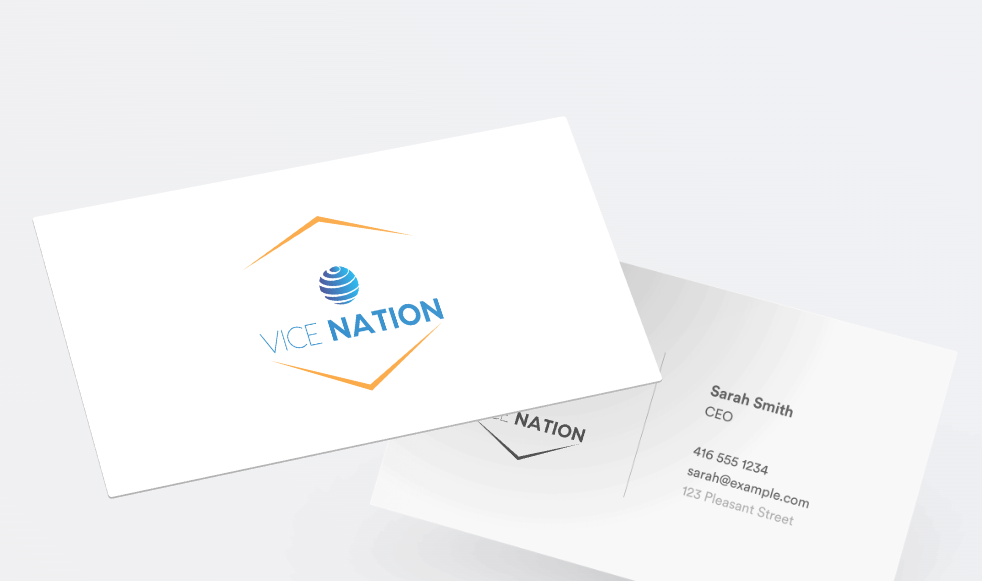 VICE NATION
NATION
Sarah Smith
CEO
416 555 1234
sarah@example.com
123 Pleasant Street